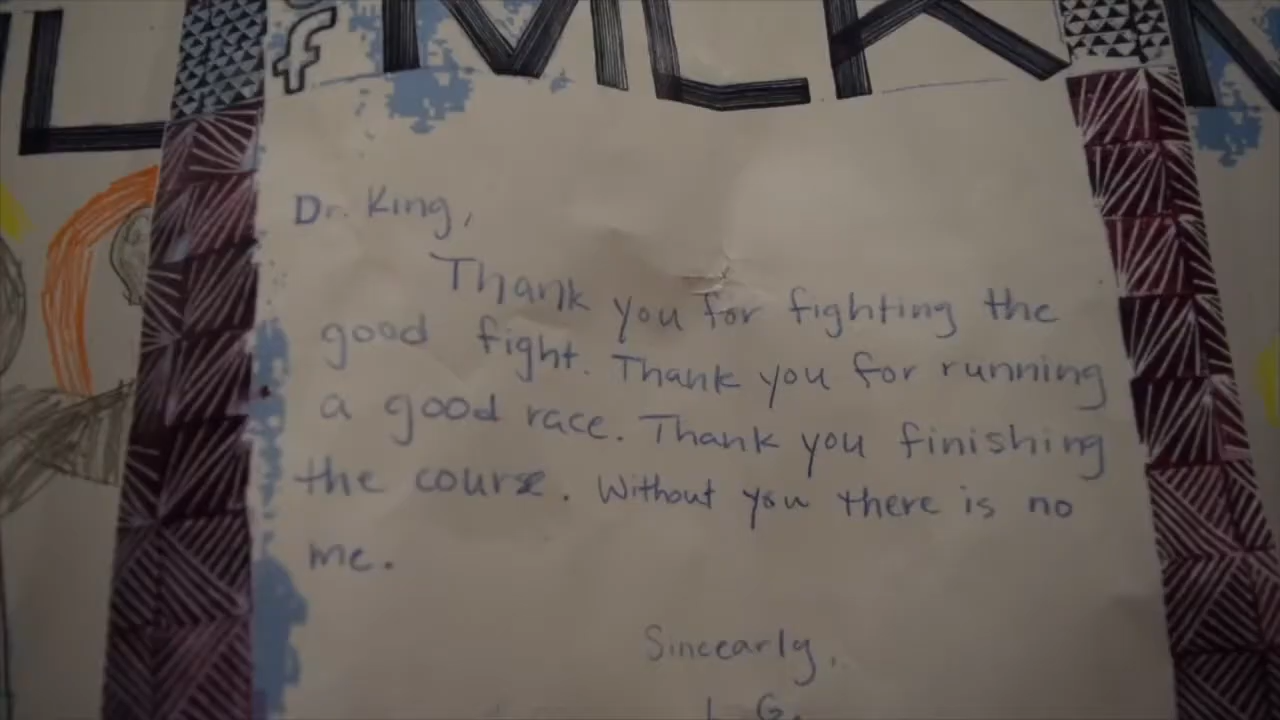 of MLK
Dr. King,
Thank you for fighting the
good fight. Thank you for running
a good race. Thank you finishing
the course. Without you there is no
me.
Sincearly,
L G.